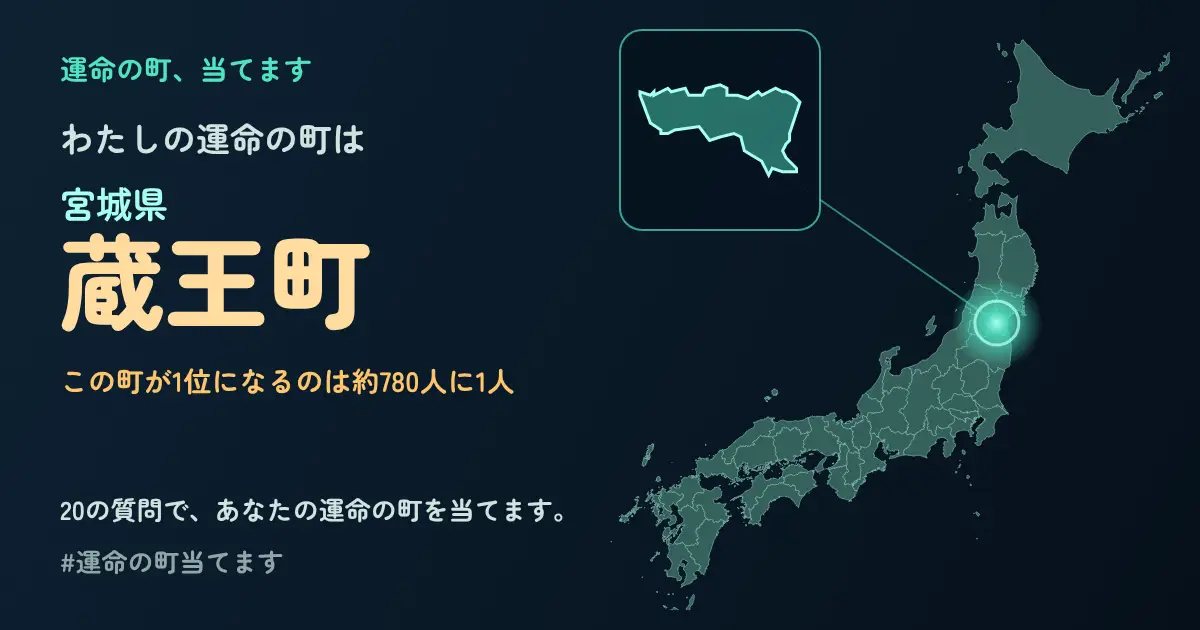 運命の町、当てます
わたしの運命の町は
宮城県
蔵王町
この町が1位になるのは約780人に1人
20の質問で、あなたの運命の町を当てます。
#運命の町当てます